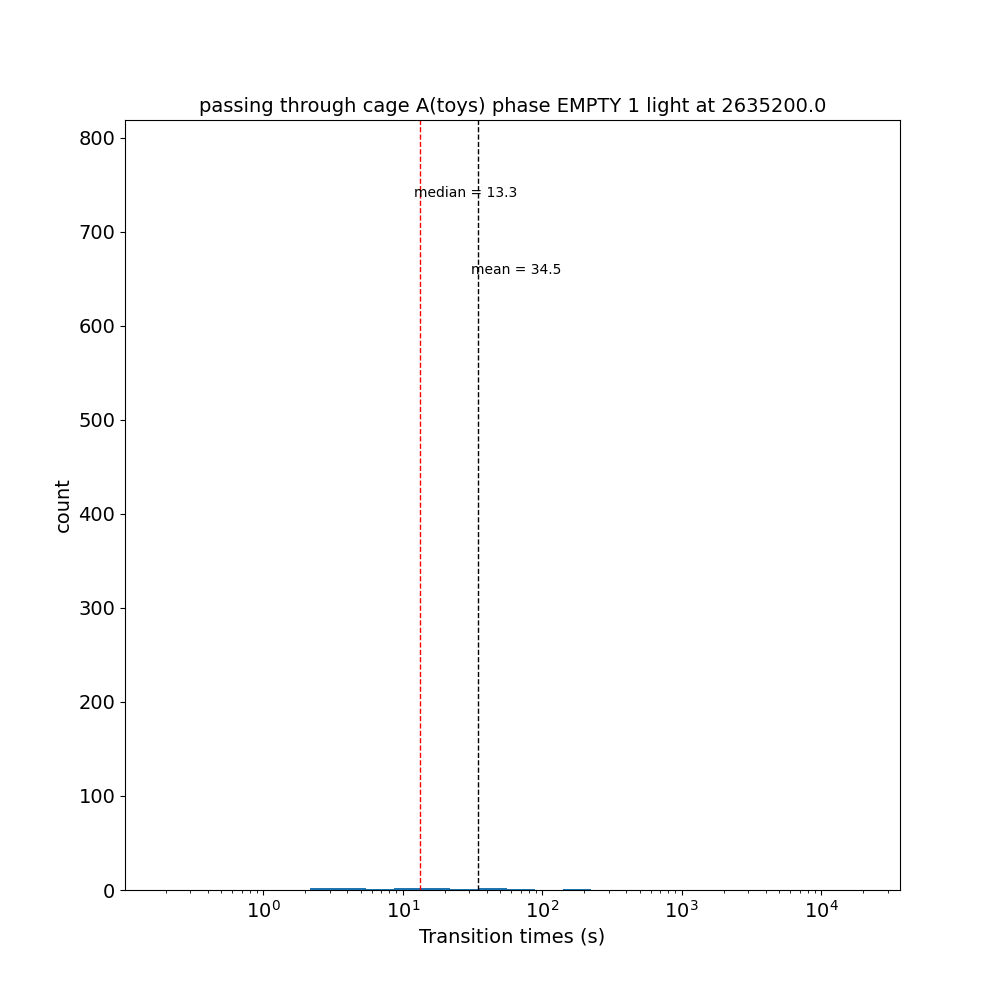 passing through cage A(toys) phase EMPTY 1 light at 2635200.0
800
median = 13.3
700
mean = 34.5
600
500
count
400
300
200
100
0
10⁰ 10¹ 10² 10³ 10⁴
Transition times (s)